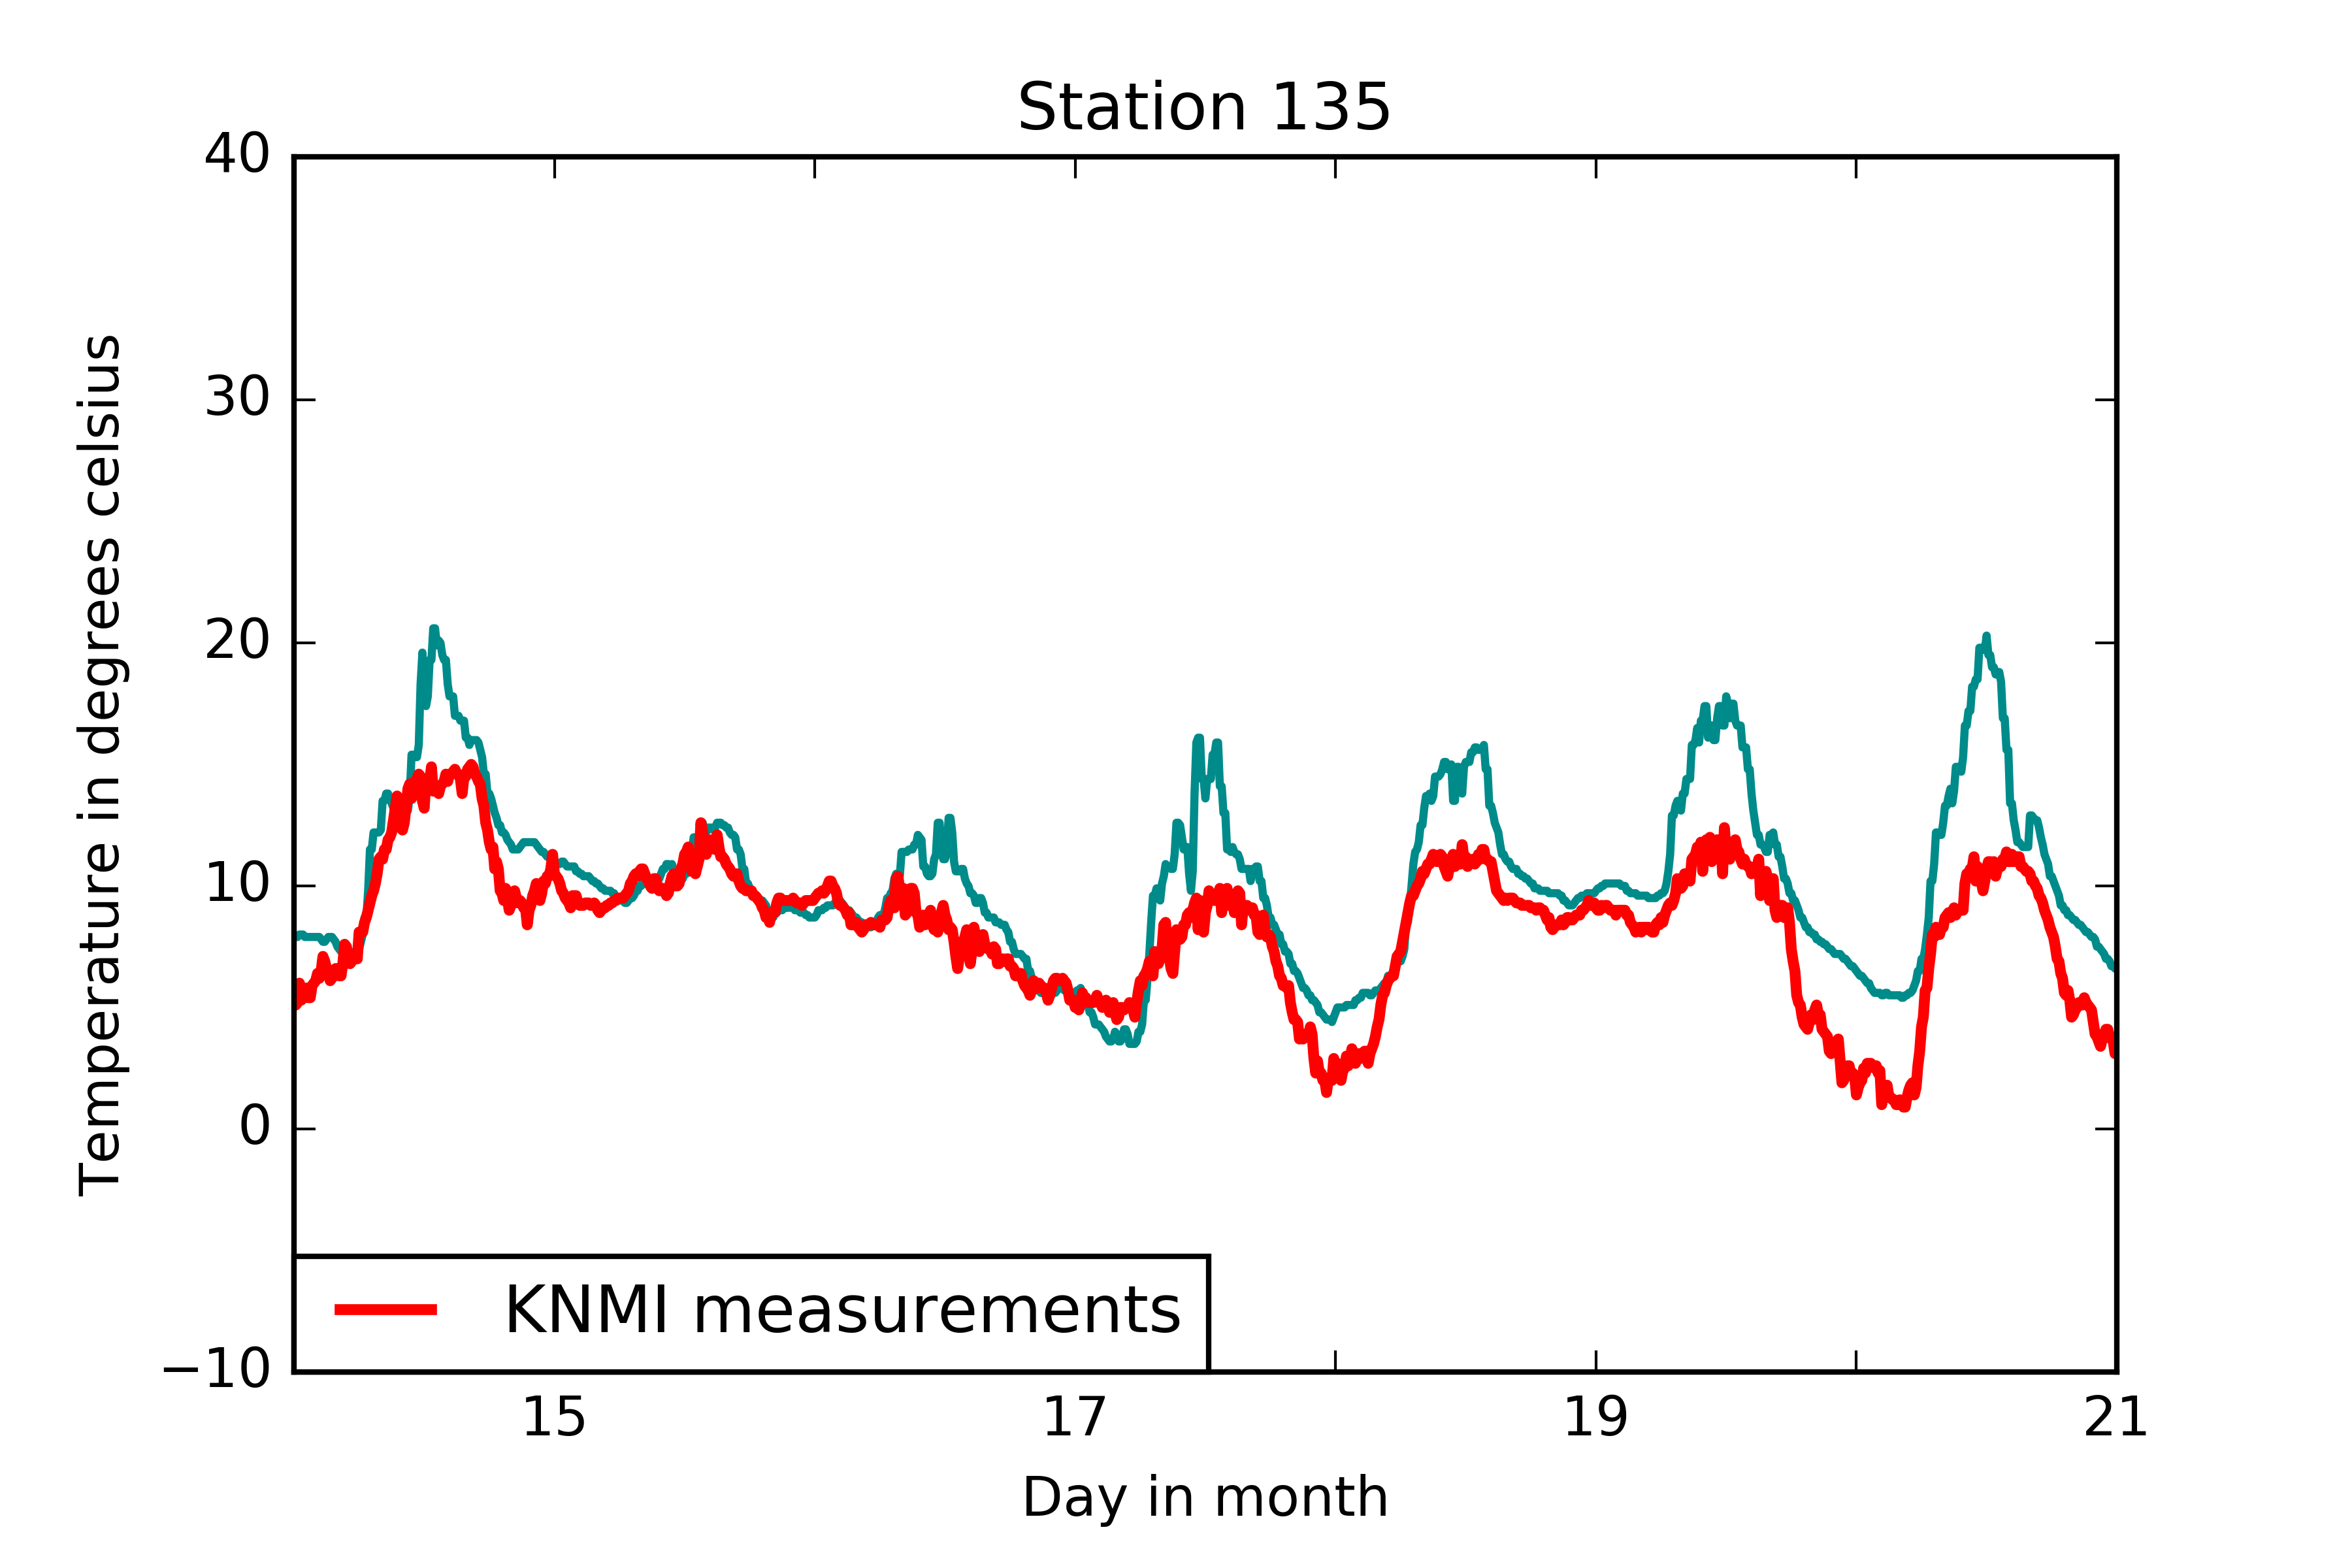 Station 135
40
30
20
10
0
−10
Temperature in degrees celsius
KNMI measurements
15 17 19 21
Day in month